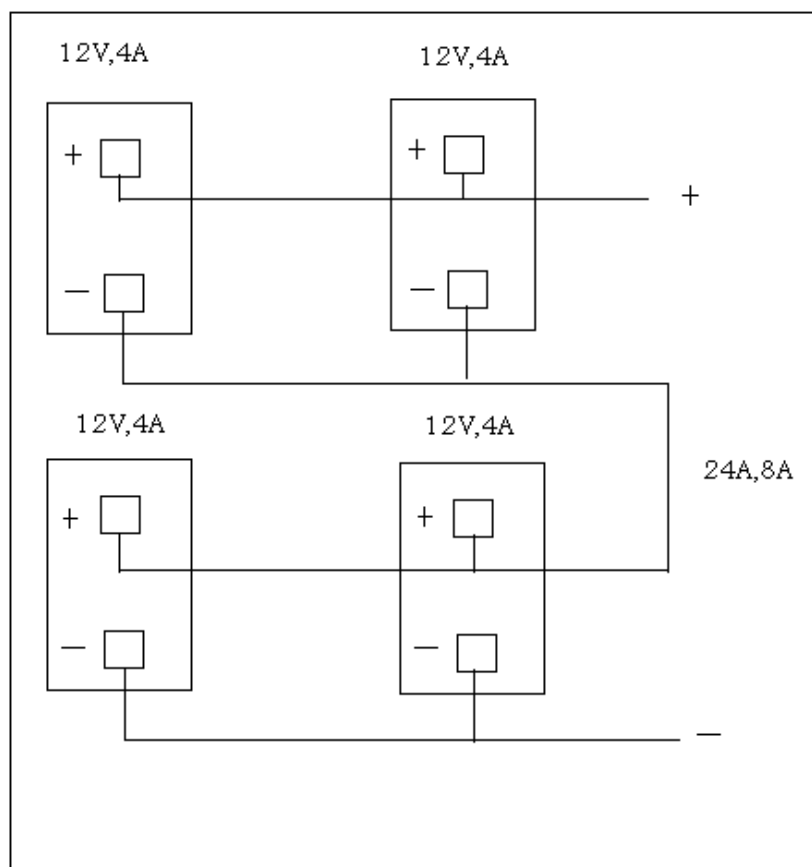 12V,4A 12V,4A
+ +
+
— —
12V,4A 12V,4A
24A,8A
+ +
— —
—